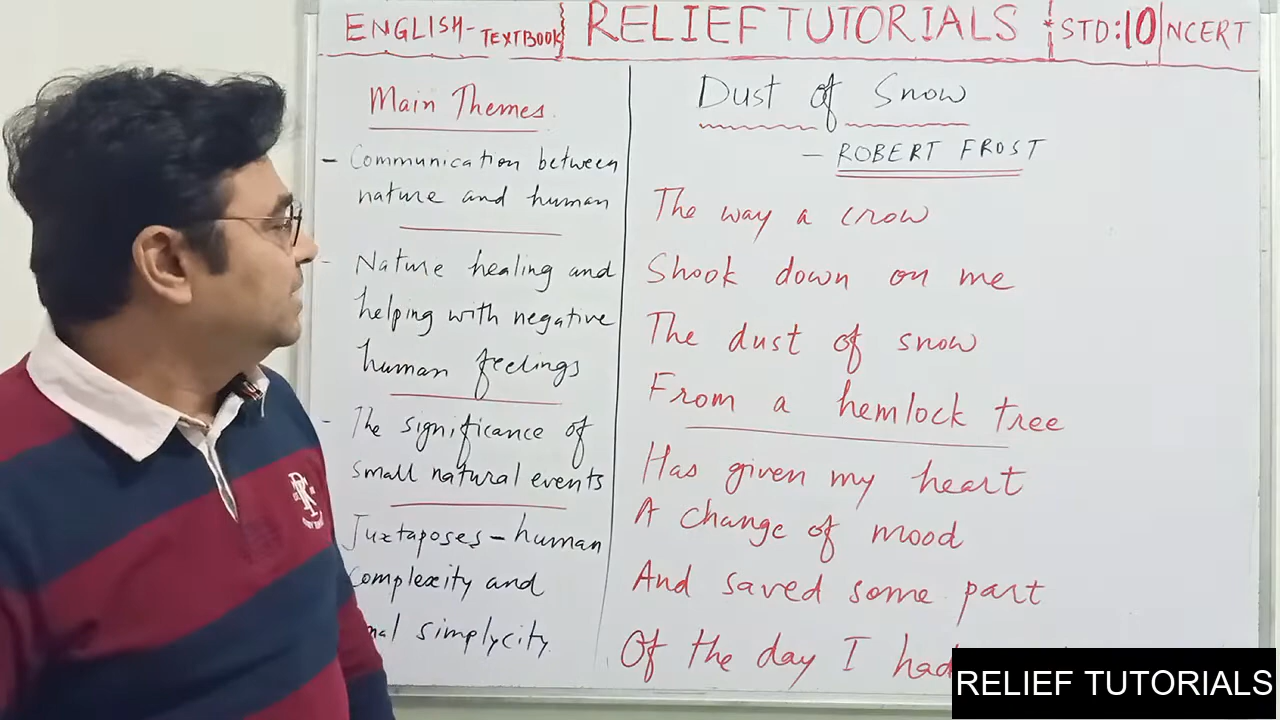 ENGLISH-TEXTBOOK} RELIEF TUTORIALS *STD:10|NCERT
Main Themes
- Communication between
nature and human
- Nature healing and
helping with negative
human feelings
- The significance of
small natural events
Juxtaposes - human
Complexity and
simplycity.
Dust of Snow
- ROBERT FROST
The way a crow
Shook down on me
The dust of snow
From a hemlock tree
Has given my heart
A change of mood
And saved some part
Of the day I had
RELIEF TUTORIALS